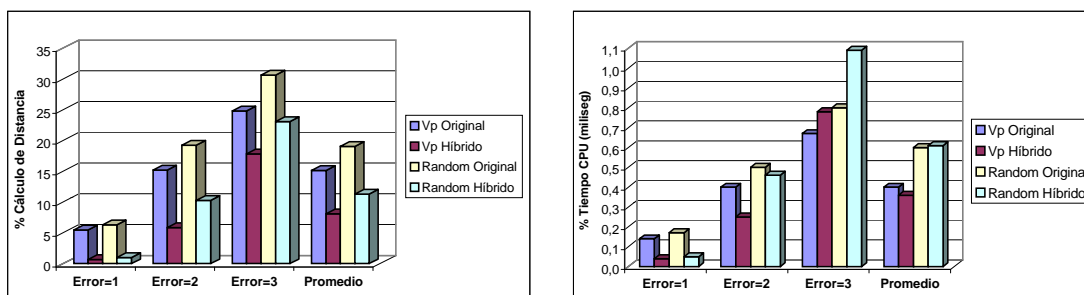 % Cálculo de Distancia
35
30
25
20
15
10
5
0
Error=1
Error=2
Error=3
Promedio
Vp Original
Vp Híbrido
Random Original
Random Híbrido
% Tiempo CPU (miliseg)
1,1
1,0
0,9
0,8
0,7
0,6
0,5
0,4
0,3
0,2
0,1
0,0
Error=1
Error=2
Error=3
Promedio
Vp Original
Vp Híbrido
Random Original
Random Híbrido